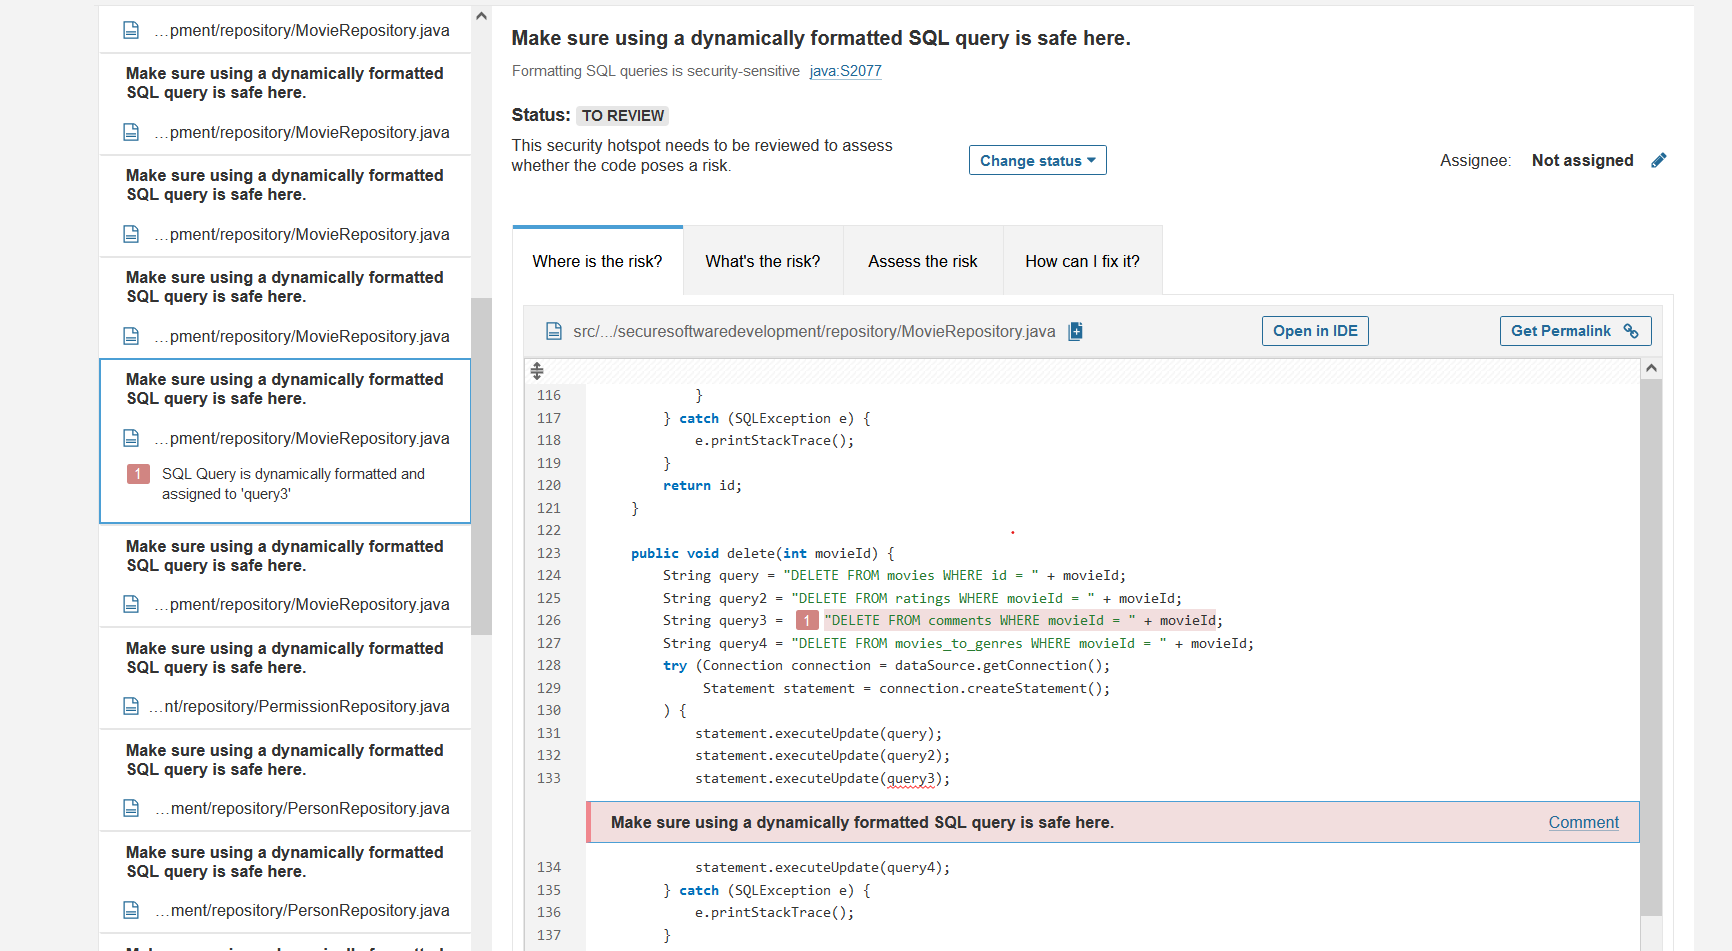 …pment/repository/MovieRepository.java
Make sure using a dynamically formatted
SQL query is safe here.
…pment/repository/MovieRepository.java
Make sure using a dynamically formatted
SQL query is safe here.
…pment/repository/MovieRepository.java
Make sure using a dynamically formatted
SQL query is safe here.
…pment/repository/MovieRepository.java
Make sure using a dynamically formatted
SQL query is safe here.
…pment/repository/MovieRepository.java
1 SQL Query is dynamically formatted and
assigned to 'query3'
Make sure using a dynamically formatted
SQL query is safe here.
…pment/repository/MovieRepository.java
Make sure using a dynamically formatted
SQL query is safe here.
…nt/repository/PermissionRepository.java
Make sure using a dynamically formatted
SQL query is safe here.
…ment/repository/PersonRepository.java
Make sure using a dynamically formatted
SQL query is safe here.
…ment/repository/PersonRepository.java
Make sure using a dynamically formatted SQL query is safe here.
Formatting SQL queries is security-sensitive java:S2077
Status: TO REVIEW
This security hotspot needs to be reviewed to assess
whether the code poses a risk.
Change status
Assignee: Not assigned
Where is the risk? What's the risk? Assess the risk How can I fix it?
src/.../securesoftwaredevelopment/repository/MovieRepository.java Open in IDE Get Permalink
116 }
117 } catch (SQLException e) {
118 e.printStackTrace();
119 }
120 return id;
121 }
122
123 public void delete(int movieId) {
124 String query = "DELETE FROM movies WHERE id = " + movieId;
125 String query2 = "DELETE FROM ratings WHERE movieId = " + movieId;
126 String query3 = 1 "DELETE FROM comments WHERE movieId = " + movieId;
127 String query4 = "DELETE FROM movies_to_genres WHERE movieId = " + movieId;
128 try (Connection connection = dataSource.getConnection();
129 Statement statement = connection.createStatement();
130 ) {
131 statement.executeUpdate(query);
132 statement.executeUpdate(query2);
133 statement.executeUpdate(query3);
Make sure using a dynamically formatted SQL query is safe here. Comment
134 statement.executeUpdate(query4);
135 } catch (SQLException e) {
136 e.printStackTrace();
137 }